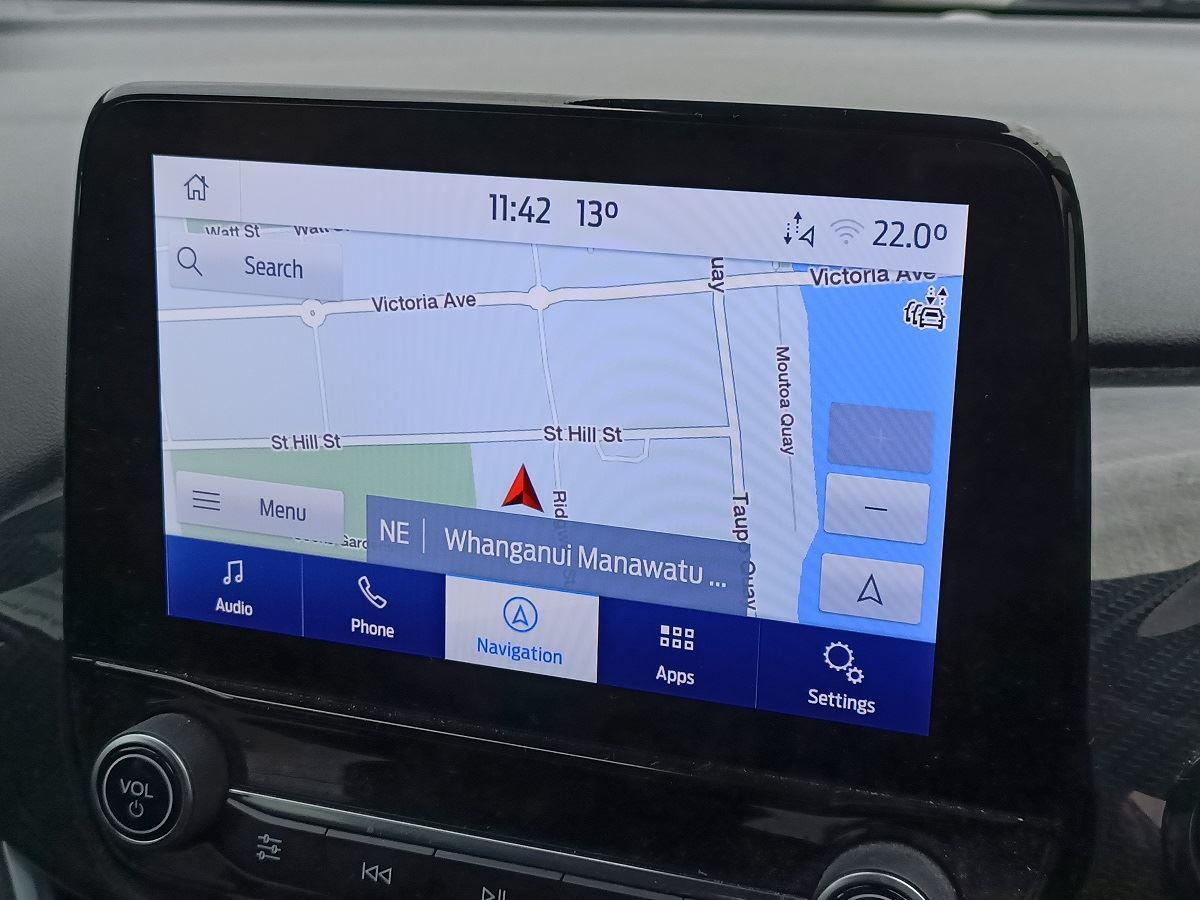 11:42 13º
22.0º
Watt St
Search
Victoria Ave
Victoria Ave
Moutoa Quay
St Hill St
St Hill St
Menu
NE | Whanganui Manawatu ...
Taupo Quay
Audio
Phone
Navigation
Apps
Settings
VOL